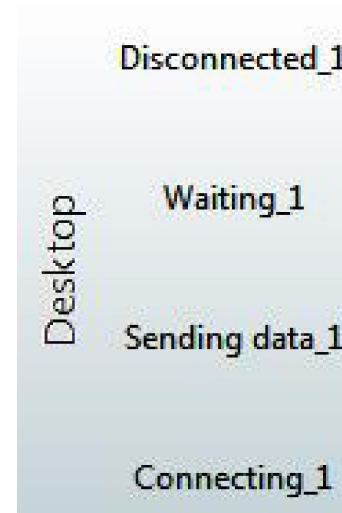 Disconnected_1
Waiting_1
Desktop
Sending data_1
Connecting_1